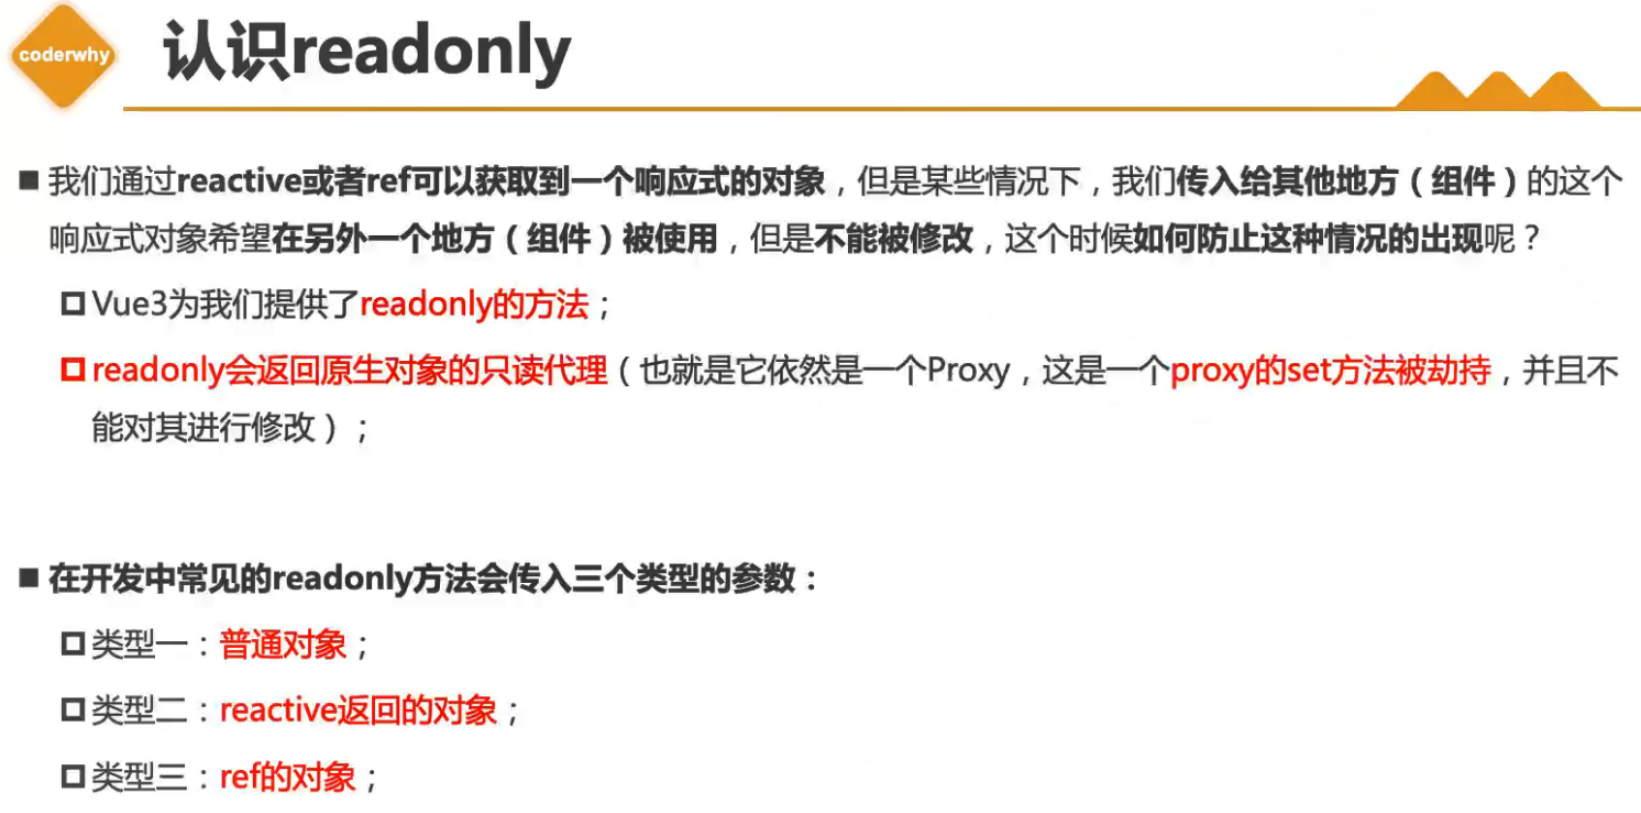 coderwhy
认识readonly
■ 我们通过reactive或者ref可以获取到一个响应式的对象，但是某些情况下，我们传入给其他地方（组件）的这个
响应式对象希望在另外一个地方（组件）被使用，但是不能被修改，这个时候如何防止这种情况的出现呢？
Vue3为我们提供了readonly的方法；
readonly会返回原生对象的只读代理（也就是它依然是一个Proxy，这是一个proxy的set方法被劫持，并且不
能对其进行修改）；
■ 在开发中常见的readonly方法会传入三个类型的参数：
类型一：普通对象；
类型二：reactive返回的对象；
类型三：ref的对象；